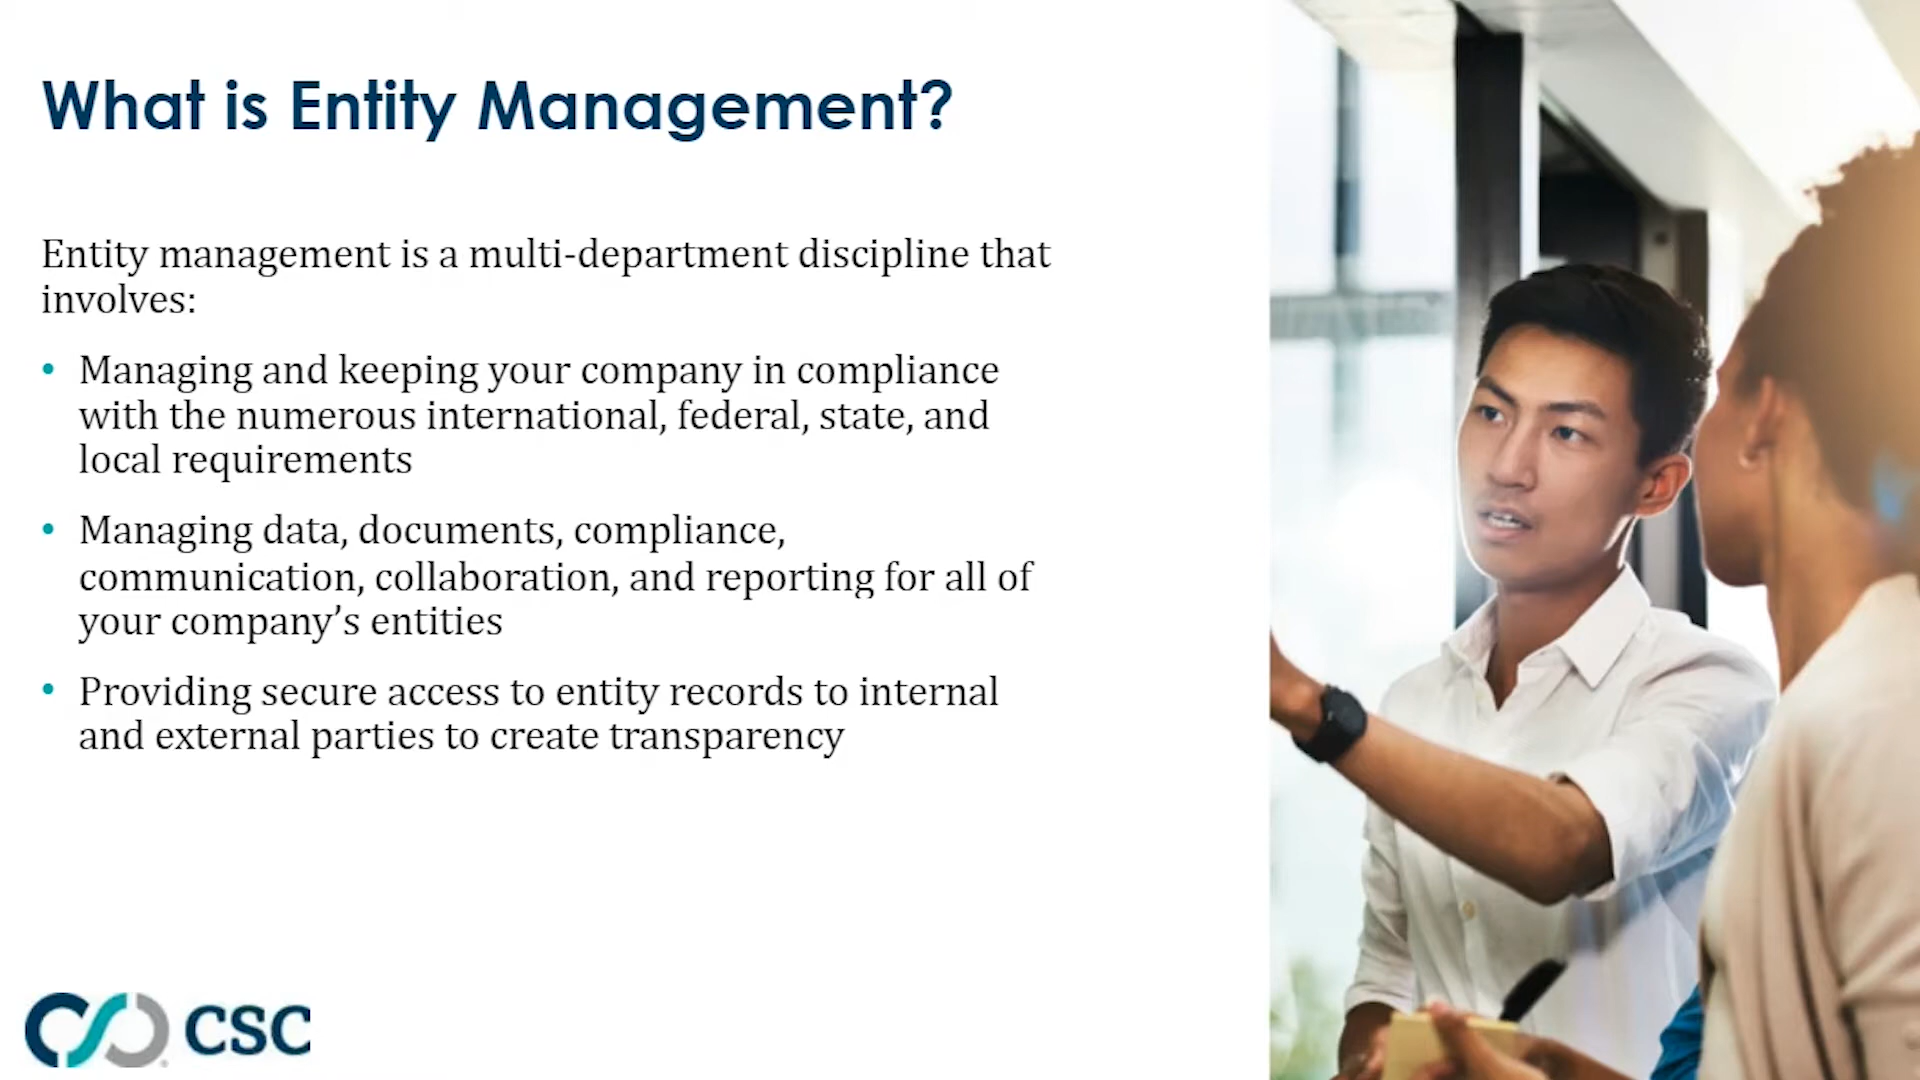 What is Entity Management?
Entity management is a multi-department discipline that
involves:
• Managing and keeping your company in compliance
with the numerous international, federal, state, and
local requirements
• Managing data, documents, compliance,
communication, collaboration, and reporting for all of
your company’s entities
• Providing secure access to entity records to internal
and external parties to create transparency
CSC